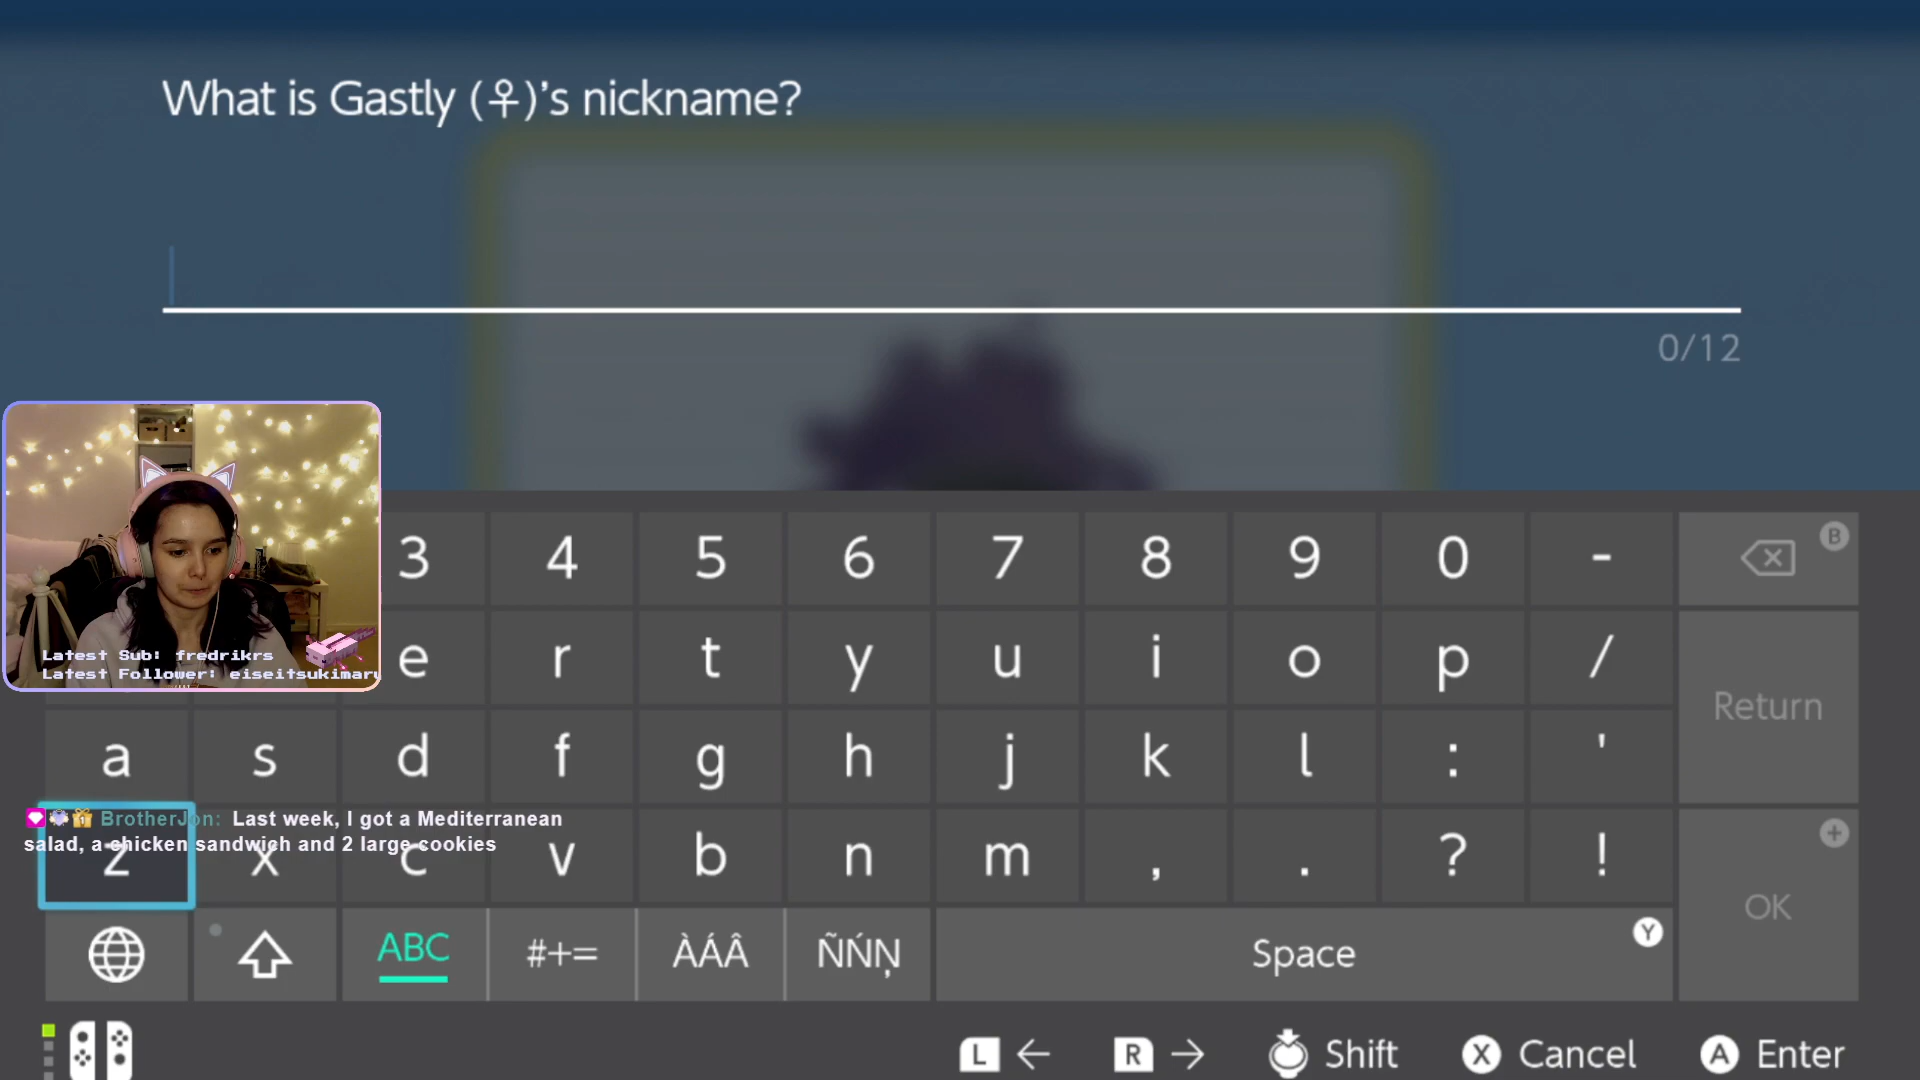 What is Gastly (♀)'s nickname?
0/12
3 4 5 6 7 8 9 0 - B
e r t y u i o p / Return
Latest Sub: fredrikrs
Latest Follower: eiseitsukimaru
a s d f g h j k l : '
BrotherJon: Last week, I got a Mediterranean
salad, a chicken sandwich and 2 large cookies
z x c v b n m , . ? ! + OK
ABC #+= ÀÁÂ ÑŃŅ Space Y
L ← R → Shift X Cancel A Enter